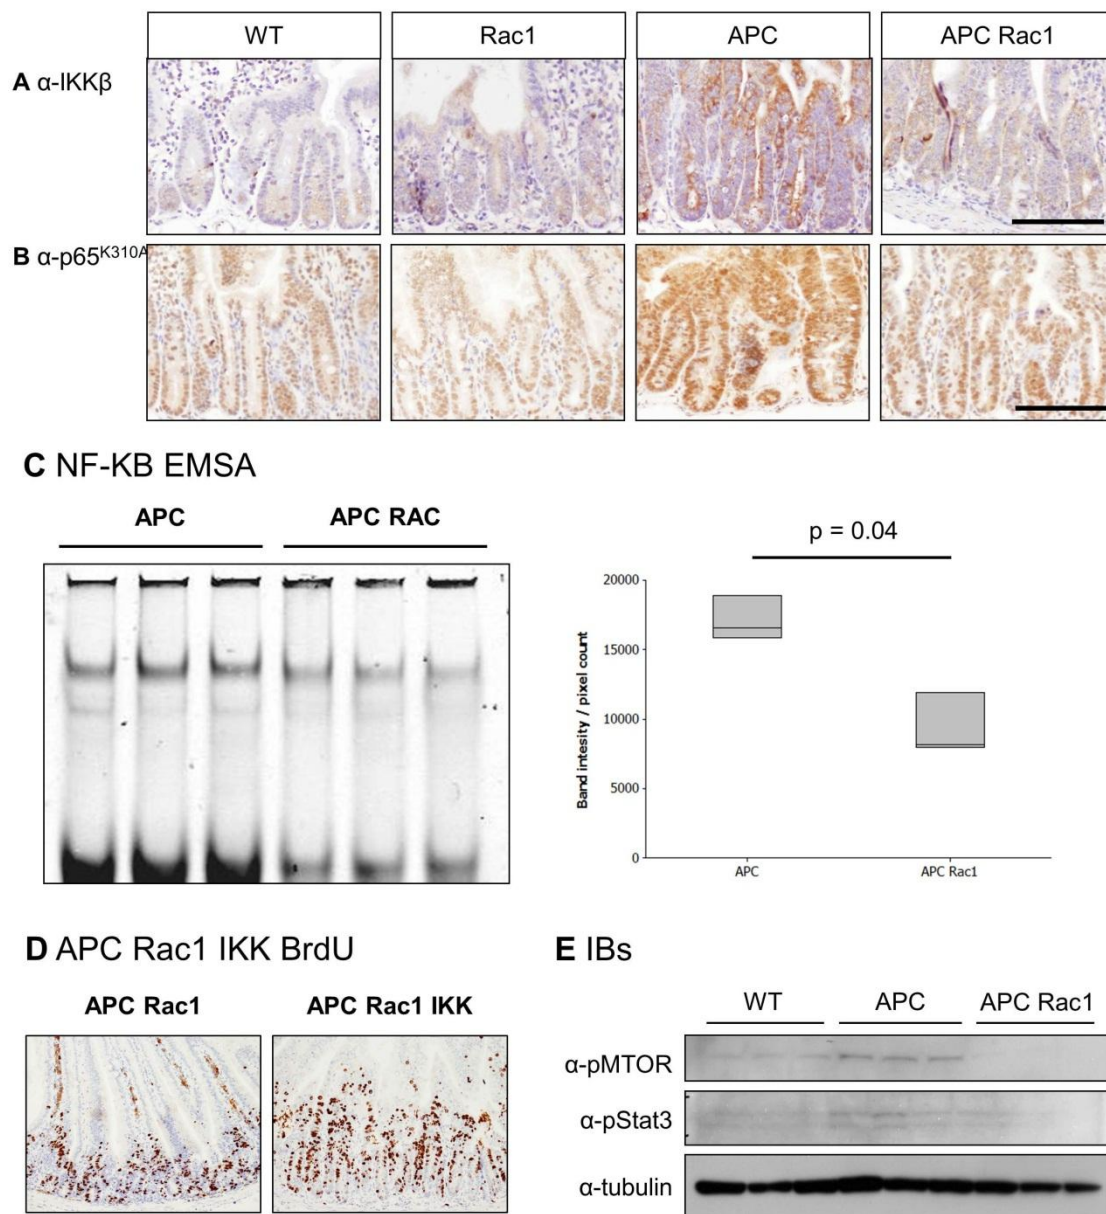 WT
Rac1
APC
APC Rac1
A α-IKKβ
B α-p65K310A
C NF-KB EMSA
APC
APC RAC
p = 0.04
20000
15000
10000
5000
0
Band intesity / pixel count
APC
APC Rac1
D APC Rac1 IKK BrdU
APC Rac1
APC Rac1 IKK
E IBs
WT
APC
APC Rac1
α-pMTOR
α-pStat3
α-tubulin